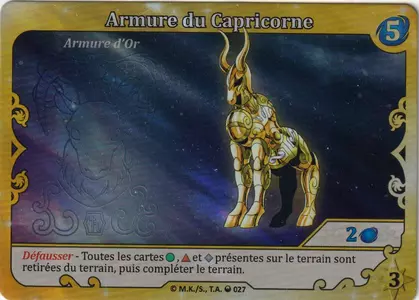 Armure du Capricorne
5
Armure d'Or
2
Défausser - Toutes les cartes , et présentes sur le terrain sont
retirées du terrain, puis compléter le terrain.
3
© M.K./S., T.A. 027